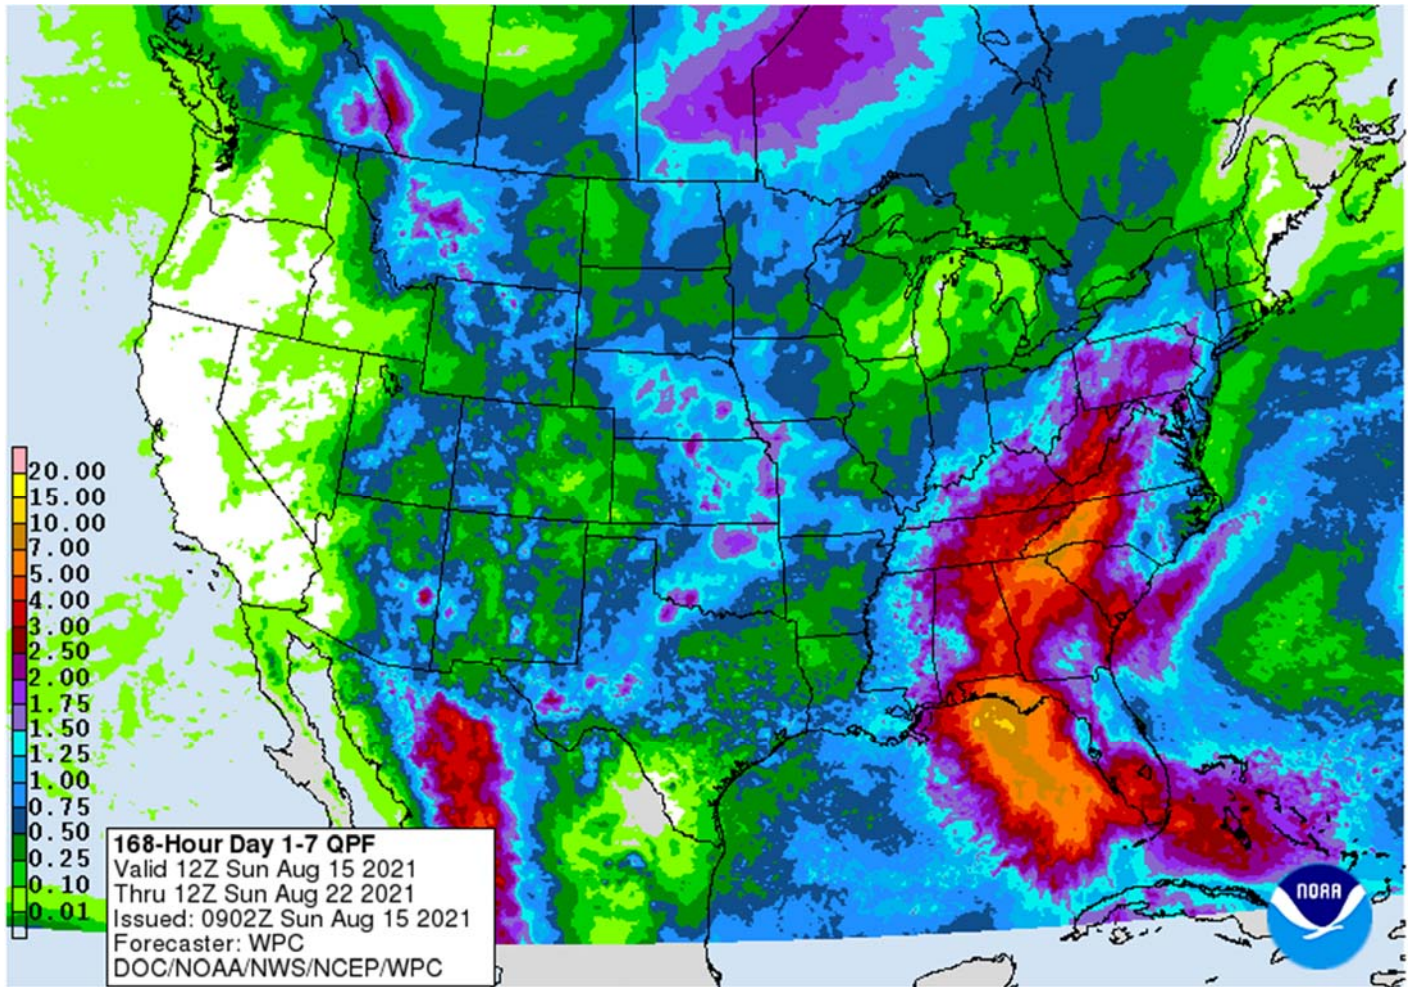 20.00
15.00
10.00
7.00
5.00
4.00
3.00
2.50
2.00
1.75
1.50
1.25
1.00
0.75
0.50
0.25
0.10
0.01
168-Hour Day 1-7 QPF
Valid 12Z Sun Aug 15 2021
Thru 12Z Sun Aug 22 2021
Issued: 0902Z Sun Aug 15 2021
Forecaster: WPC
DOC/NOAA/NWS/NCEP/WPC
NOAA